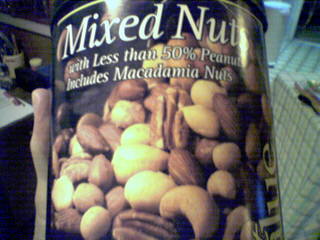 Mixed Nuts
with Less than 50% Peanuts
Includes Macadamia Nuts